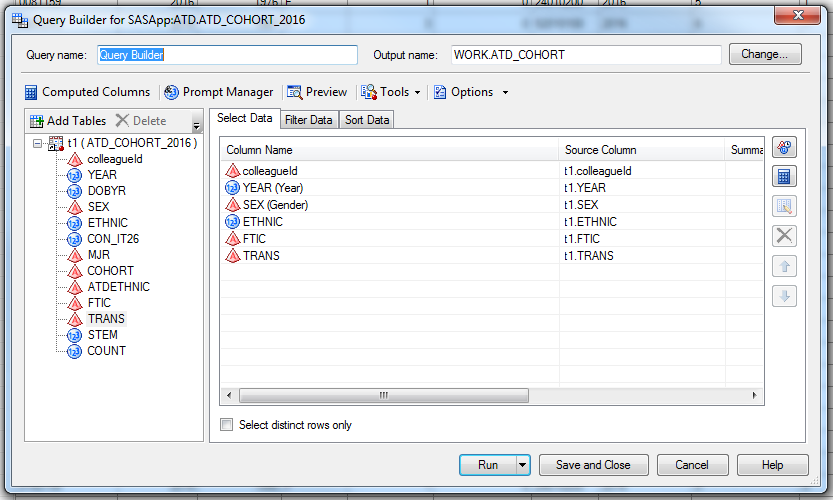 Query Builder for SASApp:ATD.ATD_COHORT_2016
Query name: Query Builder Output name: WORK.ATD_COHORT Change...
Computed Columns Prompt Manager Preview Tools Options
Add Tables Delete
Select Data Filter Data Sort Data
t1 ( ATD_COHORT_2016 )
colleagueId
YEAR
DOBYR
SEX
ETHNIC
CON_IT26
MJR
COHORT
ATDETHNIC
FTIC
TRANS
STEM
COUNT
Column Name Source Column Summa
colleagueId t1.colleagueId
YEAR (Year) t1.YEAR
SEX (Gender) t1.SEX
ETHNIC t1.ETHNIC
FTIC t1.FTIC
TRANS t1.TRANS
Select distinct rows only
Run Save and Close Cancel Help